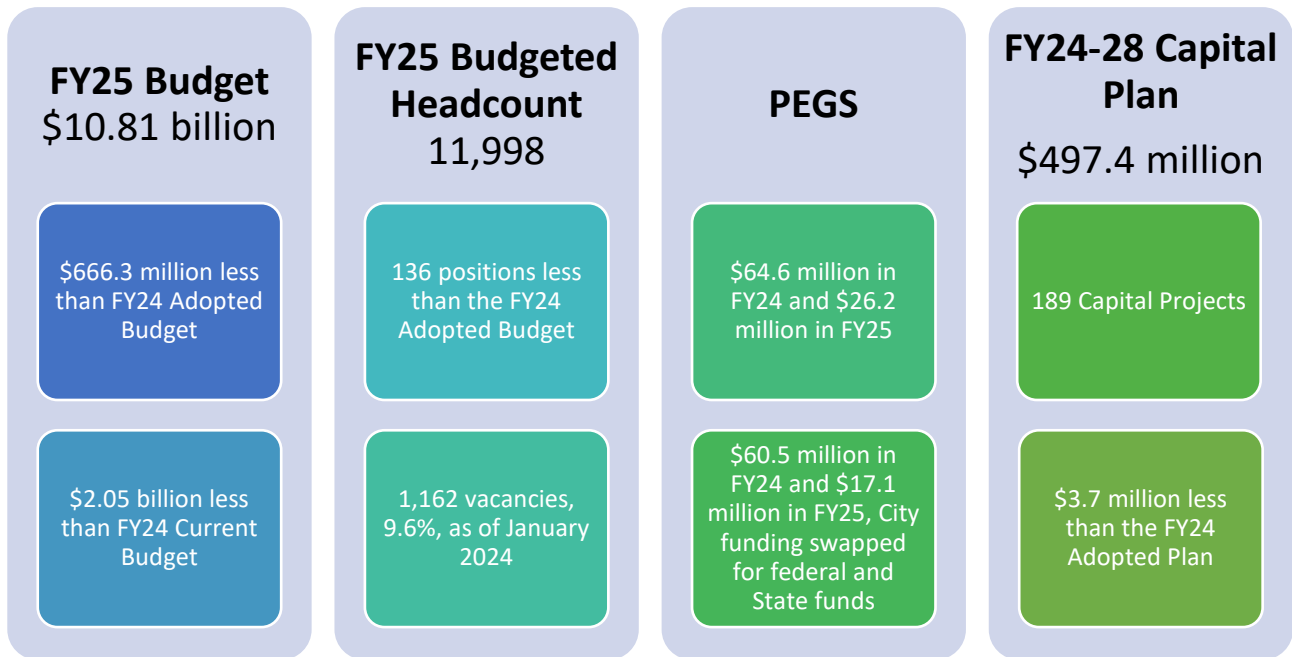 FY25 Budget
$10.81 billion
$666.3 million less
than FY24 Adopted
Budget
$2.05 billion less
than FY24 Current
Budget
FY25 Budgeted
Headcount
11,998
136 positions less
than the FY24
Adopted Budget
1,162 vacancies,
9.6%, as of January
2024
PEGS
$64.6 million in
FY24 and $26.2
million in FY25
$60.5 million in
FY24 and $17.1
million in FY25, City
funding swapped
for federal and
State funds
FY24-28 Capital
Plan
$497.4 million
189 Capital Projects
$3.7 million less
than the FY24
Adopted Plan